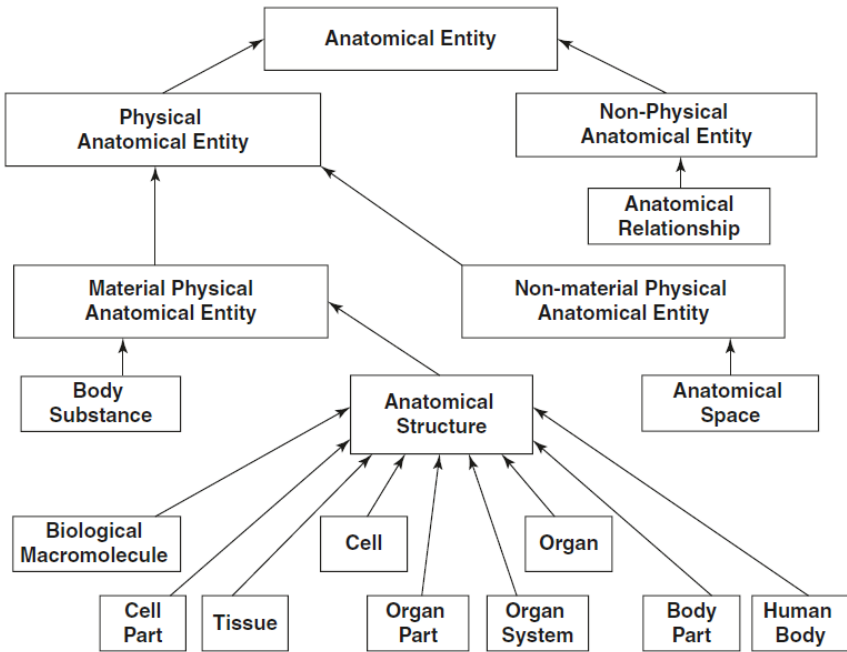 Anatomical Entity
Physical
Anatomical Entity
Non-Physical
Anatomical Entity
Anatomical
Relationship
Material Physical
Anatomical Entity
Non-material Physical
Anatomical Entity
Body
Substance
Anatomical
Structure
Anatomical
Space
Biological
Macromolecule
Cell
Organ
Cell
Part
Tissue
Organ
Part
Organ
System
Body
Part
Human
Body